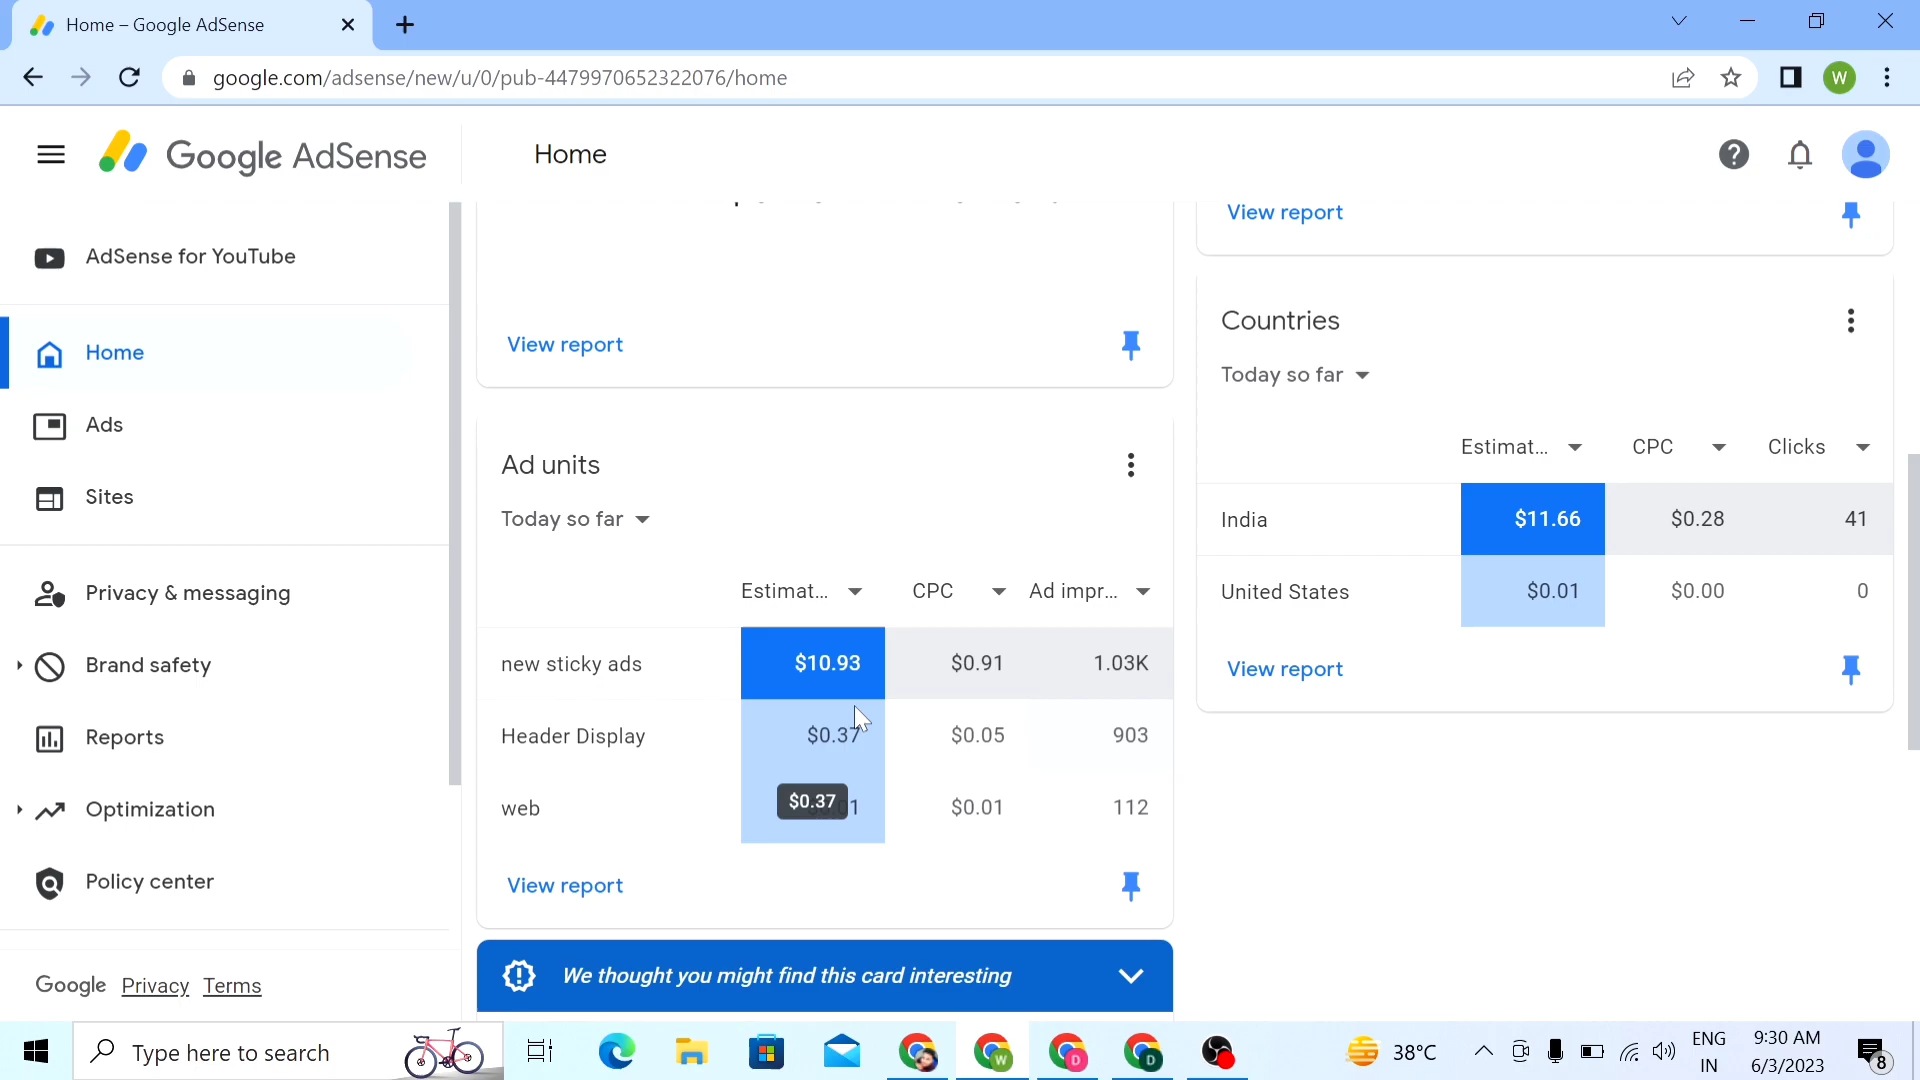 Home – Google AdSense
google.com/adsense/new/u/0/pub-4479970652322076/home
W
Google AdSense
Home
AdSense for YouTube
Home
Ads
Sites
Privacy & messaging
Brand safety
Reports
Optimization
Policy center
Google Privacy Terms
View report
Ad units
Today so far
Estimat... CPC Ad impr...
new sticky ads $10.93 $0.91 1.03K
Header Display $0.37 $0.05 903
$0.37
web $0.01 112
View report
We thought you might find this card interesting
View report
Countries
Today so far
Estimat... CPC Clicks
India $11.66 $0.28 41
United States $0.01 $0.00 0
View report
Type here to search
W
D
D
38°C
ENG
IN
9:30 AM
6/3/2023
8